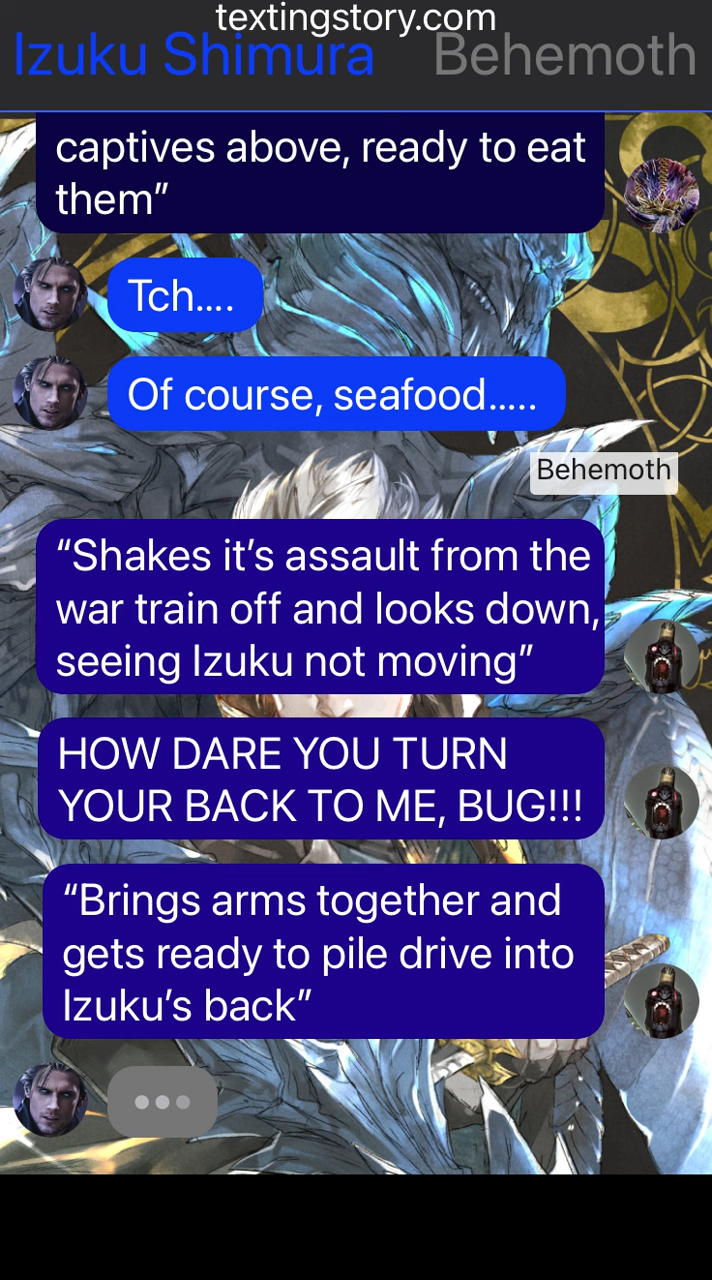 textingstory.com
Izuku Shimura Behemoth
captives above, ready to eat
them”
Tch....
Of course, seafood.....
Behemoth
“Shakes it’s assault from the
war train off and looks down,
seeing Izuku not moving”
HOW DARE YOU TURN
YOUR BACK TO ME, BUG!!!
“Brings arms together and
gets ready to pile drive into
Izuku’s back”